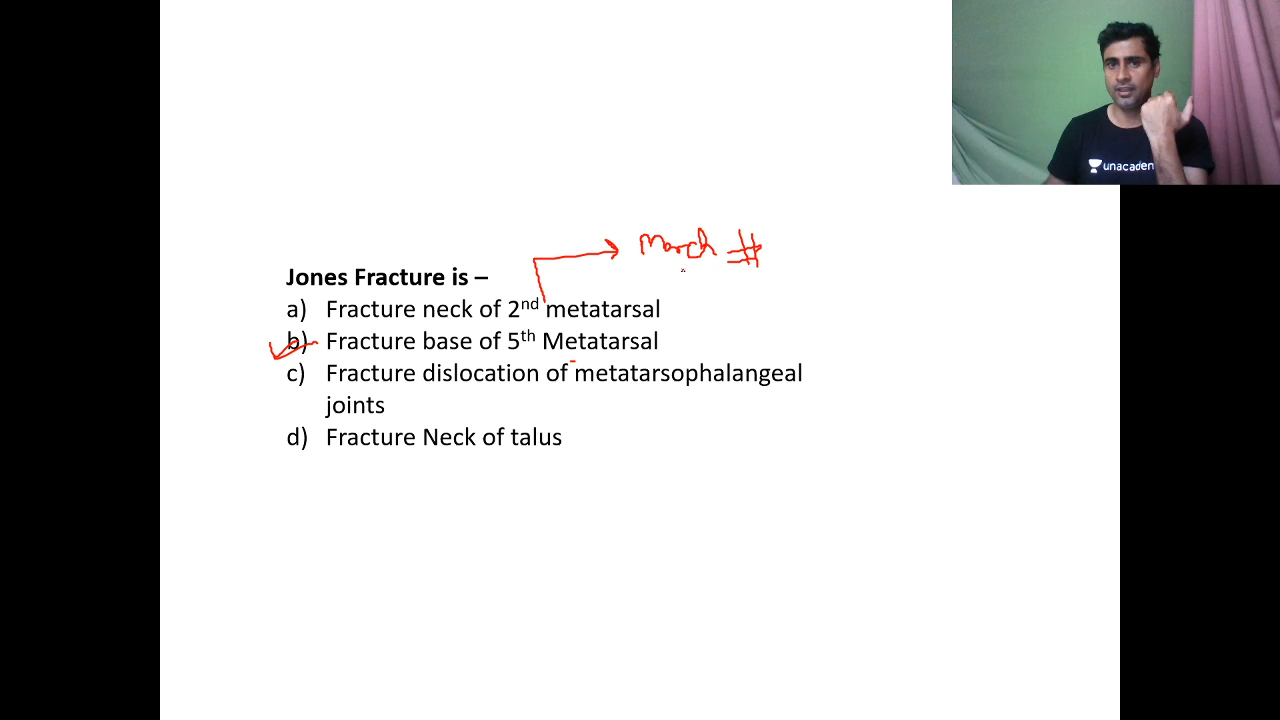 unacadem
March #
Jones Fracture is –
a) Fracture neck of 2nd metatarsal
b) Fracture base of 5th Metatarsal
c) Fracture dislocation of metatarsophalangeal
joints
d) Fracture Neck of talus